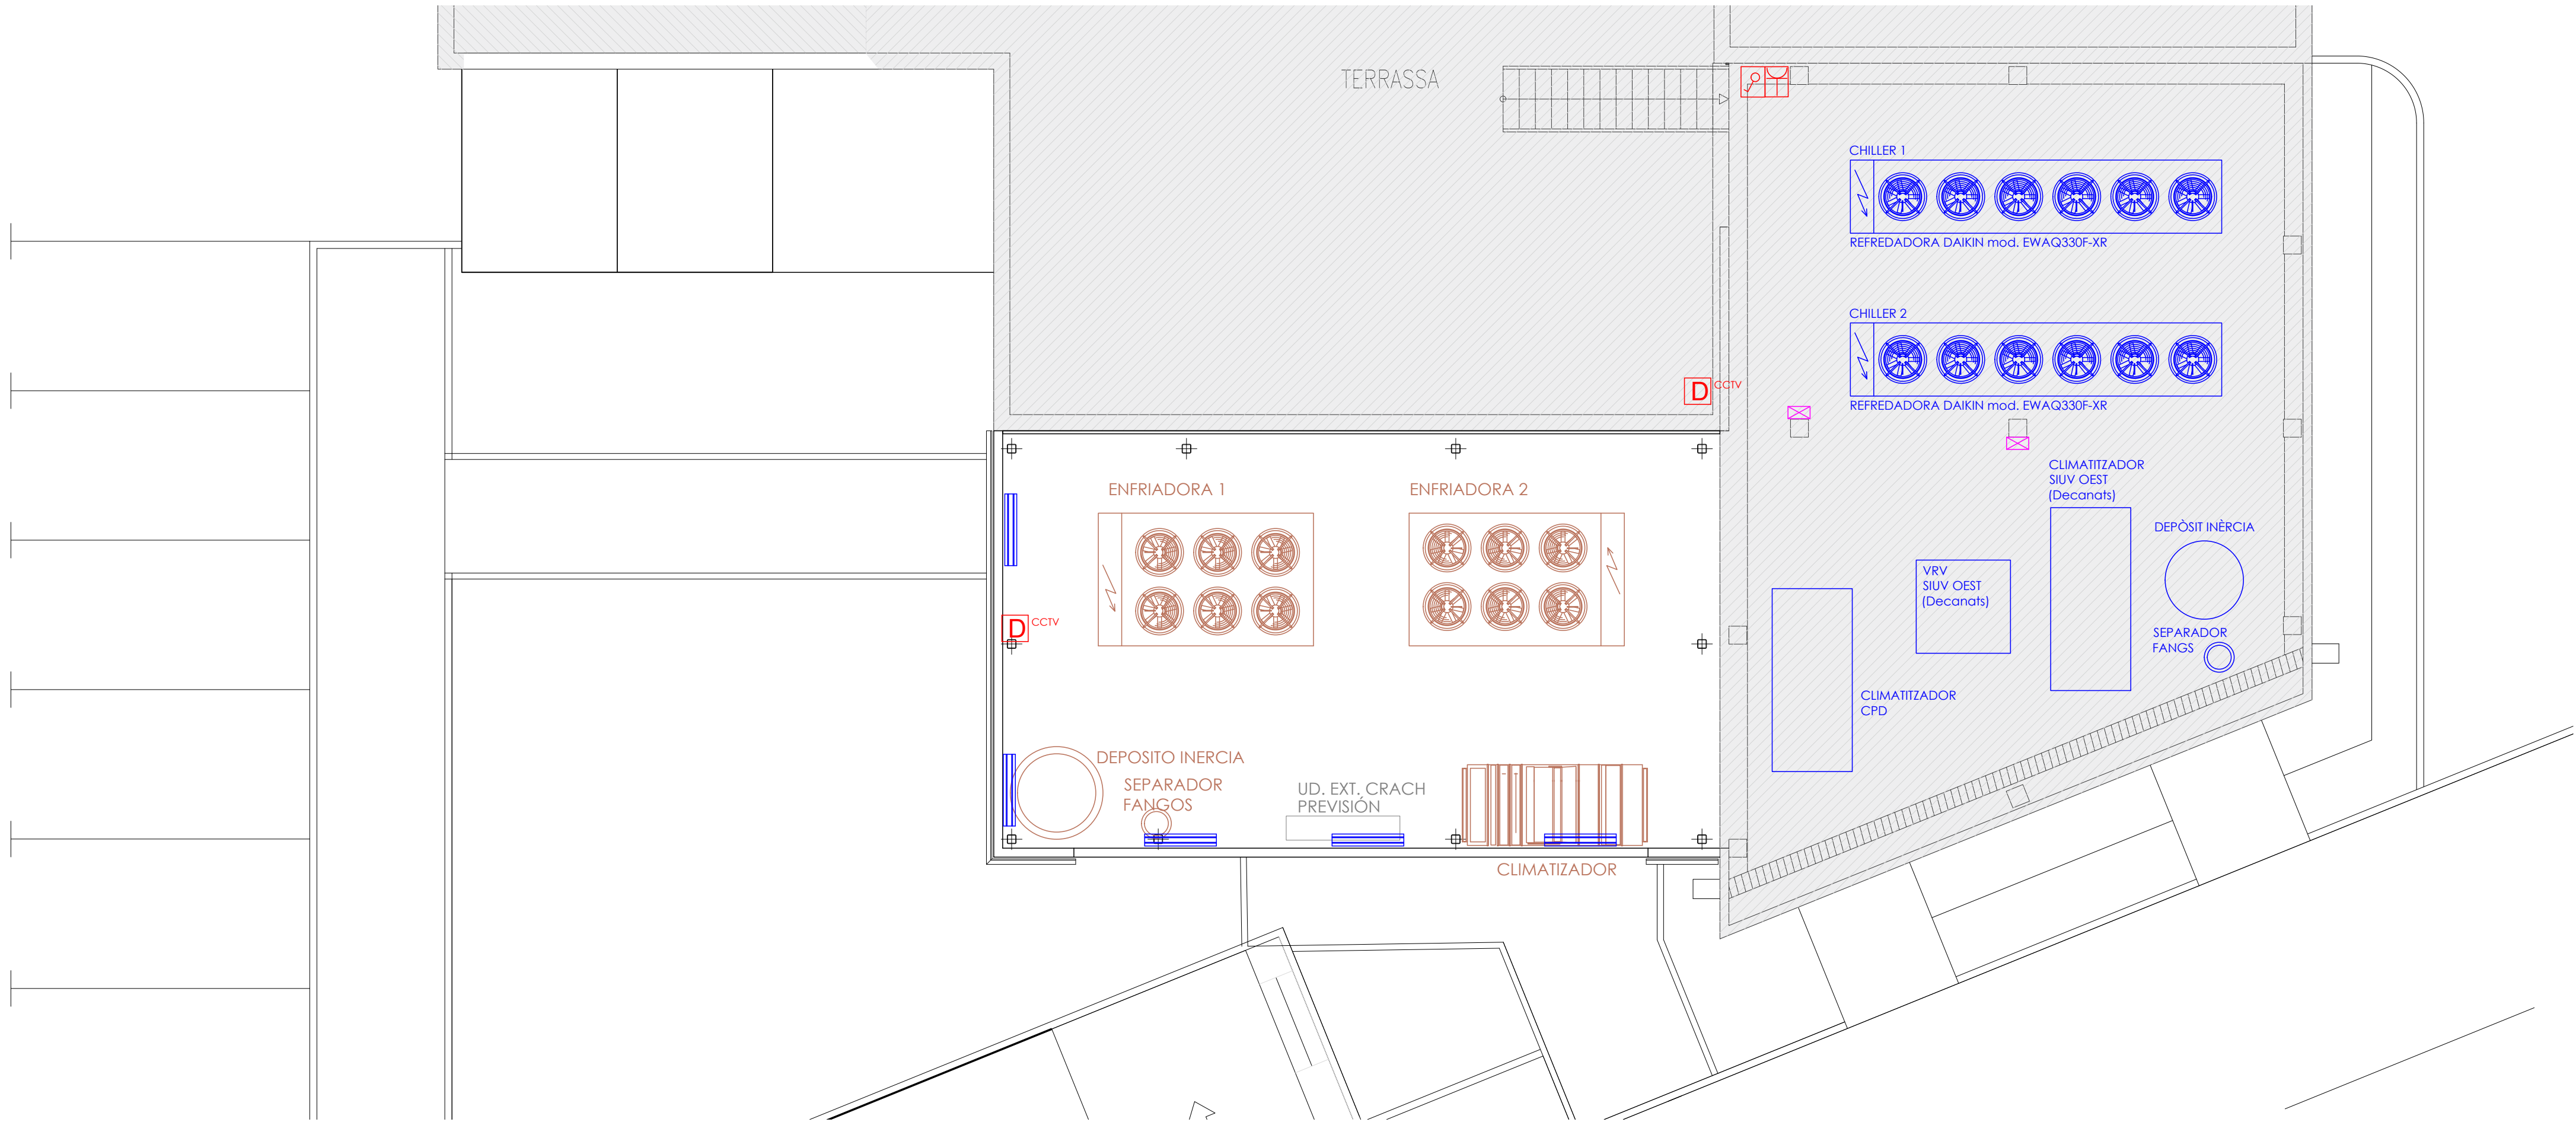 TERRASSA
CHILLER 1
REFREDADORA DAIKIN mod. EWAQ330F-XR
CHILLER 2
REFREDADORA DAIKIN mod. EWAQ330F-XR
D CCTV
ENFRIADORA 1
ENFRIADORA 2
CLIMATITZADOR
SIUV OEST
(Decanats)
DEPÒSIT INÈRCIA
VRV
SIUV OEST
(Decanats)
D CCTV
SEPARADOR
FANGS
CLIMATITZADOR
CPD
DEPOSITO INERCIA
SEPARADOR
FANGOS
UD. EXT. CRACH
PREVISIÓN
CLIMATIZADOR